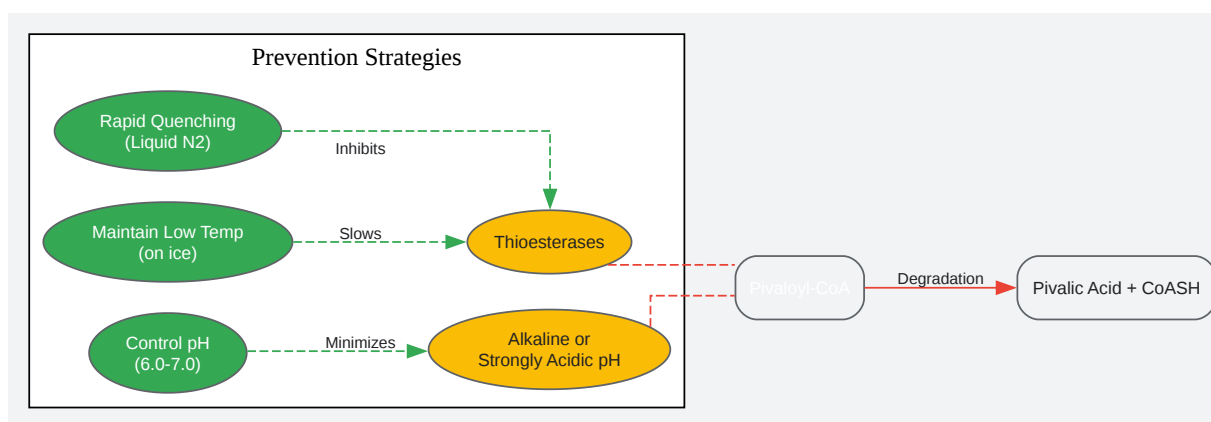 Prevention Strategies
Rapid Quenching
(Liquid N2)
Inhibits
Maintain Low Temp
(on ice)
Slows
Thioesterases
Control pH
(6.0-7.0)
Minimizes
Alkaline or
Strongly Acidic pH
Pivaloyl-CoA
Degradation
Pivalic Acid + CoASH